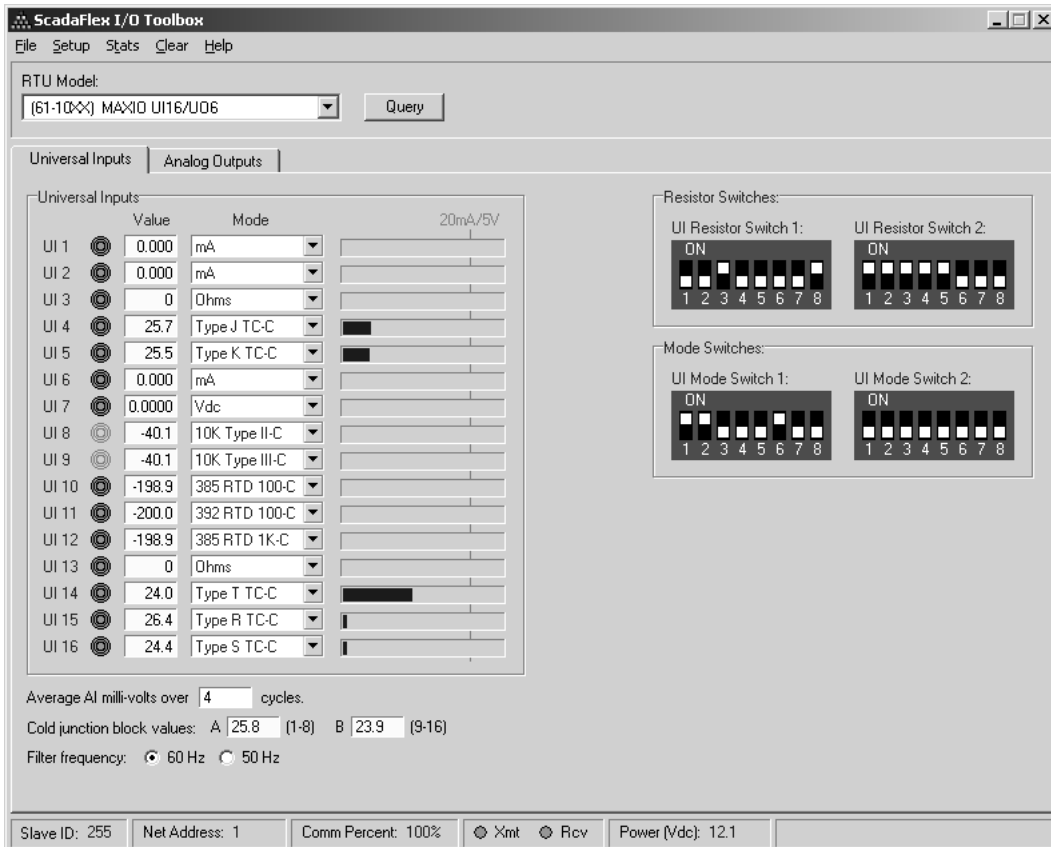 ScadaFlex I/O Toolbox
File Setup Stats Clear Help
RTU Model:
(61-10XX) MAXIO UI16/UO6 Query
Universal Inputs Analog Outputs
Universal Inputs
Value Mode 20mA/5V
UI 1 0.000 mA
UI 2 0.000 mA
UI 3 0 Ohms
UI 4 25.7 Type J TC-C
UI 5 25.5 Type K TC-C
UI 6 0.000 mA
UI 7 0.0000 Vdc
UI 8 -40.1 10K Type II-C
UI 9 -40.1 10K Type III-C
UI 10 -198.9 385 RTD 100-C
UI 11 -200.0 392 RTD 100-C
UI 12 -198.9 385 RTD 1K-C
UI 13 0 Ohms
UI 14 24.0 Type T TC-C
UI 15 26.4 Type R TC-C
UI 16 24.4 Type S TC-C
Average AI milli-volts over 4 cycles.
Cold junction block values: A 25.8 (1-8) B 23.9 (9-16)
Filter frequency: 60 Hz 50 Hz
Resistor Switches:
UI Resistor Switch 1: UI Resistor Switch 2:
ON ON
1 2 3 4 5 6 7 8 1 2 3 4 5 6 7 8
Mode Switches:
UI Mode Switch 1: UI Mode Switch 2:
ON ON
1 2 3 4 5 6 7 8 1 2 3 4 5 6 7 8
Slave ID: 255 Net Address: 1 Comm Percent: 100% Xmt Rcv Power (Vdc): 12.1